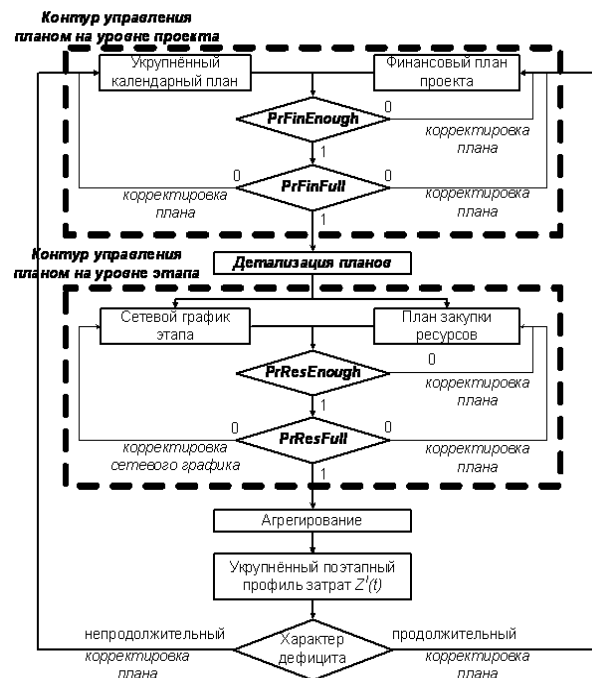 Контур управления
планом на уровне проекта
Укрупнённый
календарный план
Финансовый план
проекта
0
PrFinEnough
корректировка
плана
1
0
PrFinFull
0
корректировка
плана
корректировка
плана
1
Контур управления
планом на уровне этапа
Детализация планов
Сетевой график
этапа
План закупки
ресурсов
0
PrResEnough
корректировка
плана
1
0
PrResFull
0
корректировка
сетевого графика
корректировка
плана
1
Агрегирование
Укрупнённый поэтапный
профиль затрат Z^I(t)
непродолжительный
Характер
дефицита
продолжительный
корректировка
плана
корректировка
плана